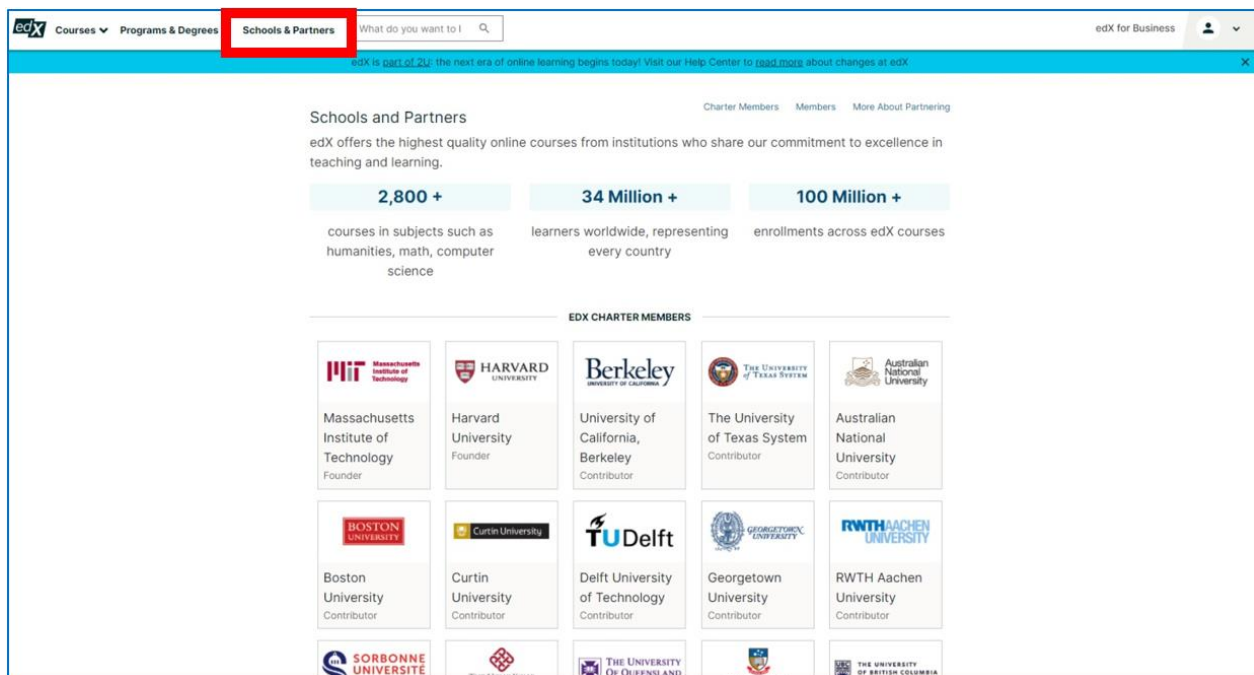 edX Courses Programs & Degrees Schools & Partners What do you want to l edX for Business
edX is part of 2U: the next era of online learning begins today! Visit our Help Center to read more about changes at edX
Charter Members Members More About Partnering
Schools and Partners
edX offers the highest quality online courses from institutions who share our commitment to excellence in
teaching and learning.
2,800 + 34 Million + 100 Million +
courses in subjects such as learners worldwide, representing enrollments across edX courses
humanities, math, computer every country
science
EDX CHARTER MEMBERS
MIT Massachusetts Institute of Technology
Massachusetts
Institute of
Technology
Founder
HARVARD
UNIVERSITY
Harvard
University
Founder
Berkeley
UNIVERSITY OF CALIFORNIA
University of
California,
Berkeley
Contributor
THE UNIVERSITY
of TEXAS SYSTEM
The University
of Texas System
Contributor
Australian
National
University
Australian
National
University
Contributor
BOSTON
UNIVERSITY
Boston
University
Contributor
Curtin University
Curtin
University
Contributor
TUDelft
Delft University
of Technology
Contributor
GEORGETOWN
UNIVERSITY
Georgetown
University
Contributor
RWTHAACHEN
UNIVERSITY
RWTH Aachen
University
Contributor
SORBONNE
UNIVERSITÉ
THE UNIVERSITY
OF QUEENSLAND
THE UNIVERSITY
OF BRITISH COLUMBIA